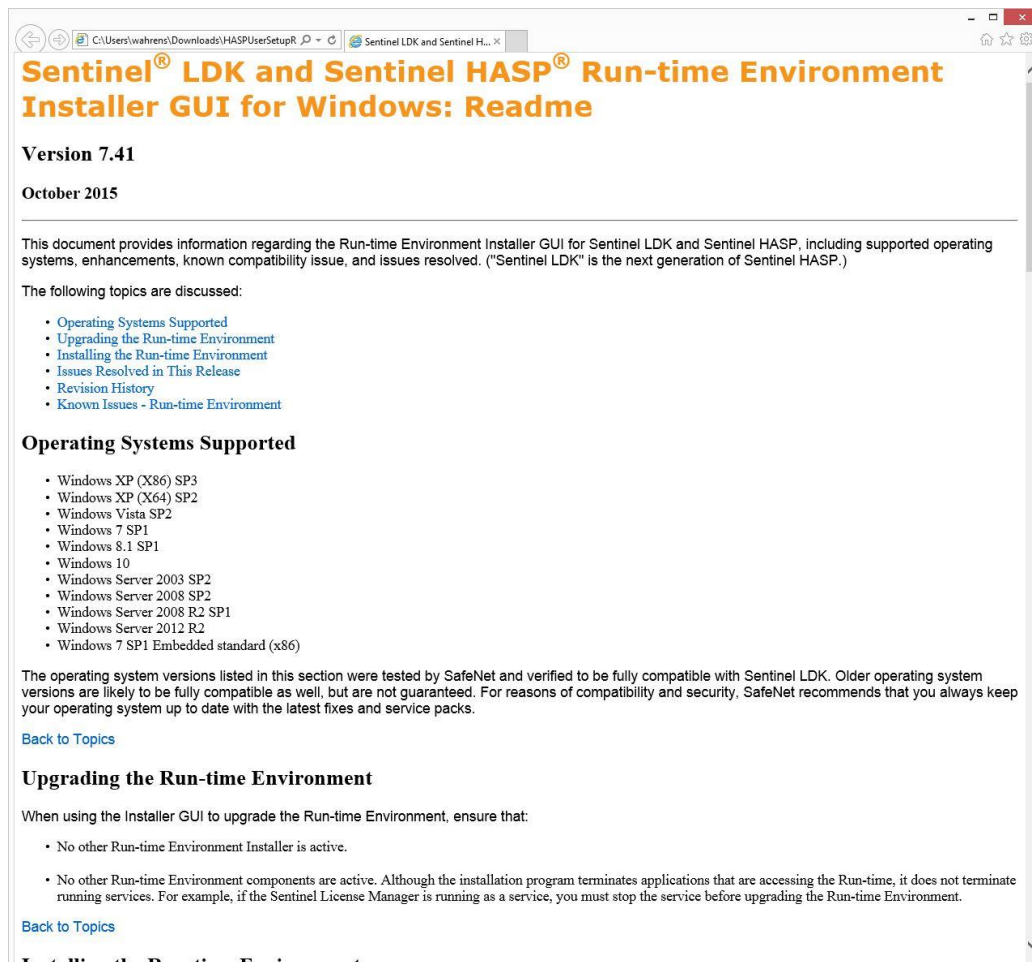 C:\Users\wahrens\Downloads\HASPUserSetupR
Sentinel LDK and Sentinel H...
Sentinel® LDK and Sentinel HASP® Run-time Environment
Installer GUI for Windows: Readme
Version 7.41
October 2015
This document provides information regarding the Run-time Environment Installer GUI for Sentinel LDK and Sentinel HASP, including supported operating
systems, enhancements, known compatibility issue, and issues resolved. ("Sentinel LDK" is the next generation of Sentinel HASP.)
The following topics are discussed:
• Operating Systems Supported
• Upgrading the Run-time Environment
• Installing the Run-time Environment
• Issues Resolved in This Release
• Revision History
• Known Issues - Run-time Environment
Operating Systems Supported
• Windows XP (X86) SP3
• Windows XP (X64) SP2
• Windows Vista SP2
• Windows 7 SP1
• Windows 8.1 SP1
• Windows 10
• Windows Server 2003 SP2
• Windows Server 2008 SP2
• Windows Server 2008 R2 SP1
• Windows Server 2012 R2
• Windows 7 SP1 Embedded standard (x86)
The operating system versions listed in this section were tested by SafeNet and verified to be fully compatible with Sentinel LDK. Older operating system
versions are likely to be fully compatible as well, but are not guaranteed. For reasons of compatibility and security, SafeNet recommends that you always keep
your operating system up to date with the latest fixes and service packs.
Back to Topics
Upgrading the Run-time Environment
When using the Installer GUI to upgrade the Run-time Environment, ensure that:
• No other Run-time Environment Installer is active.
• No other Run-time Environment components are active. Although the installation program terminates applications that are accessing the Run-time, it does not terminate
running services. For example, if the Sentinel License Manager is running as a service, you must stop the service before upgrading the Run-time Environment.
Back to Topics
Installing the Run-time Environment